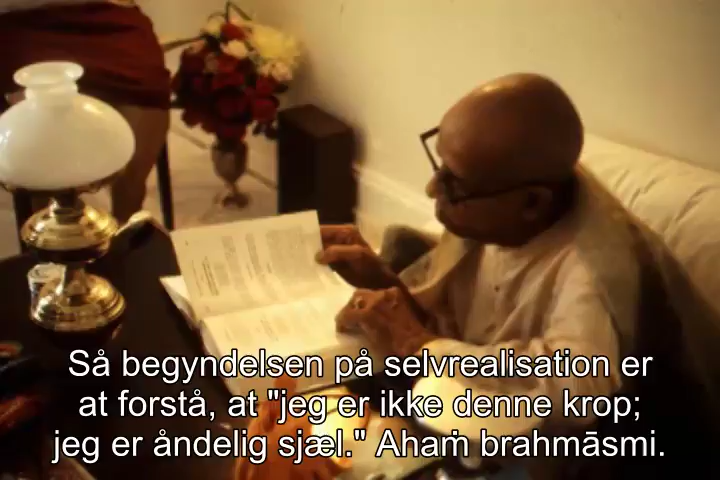 Så begyndelsen på selvrealisation er
at forstå, at "jeg er ikke denne krop;
jeg er åndelig sjæl." Ahaṁ brahmāsmi.